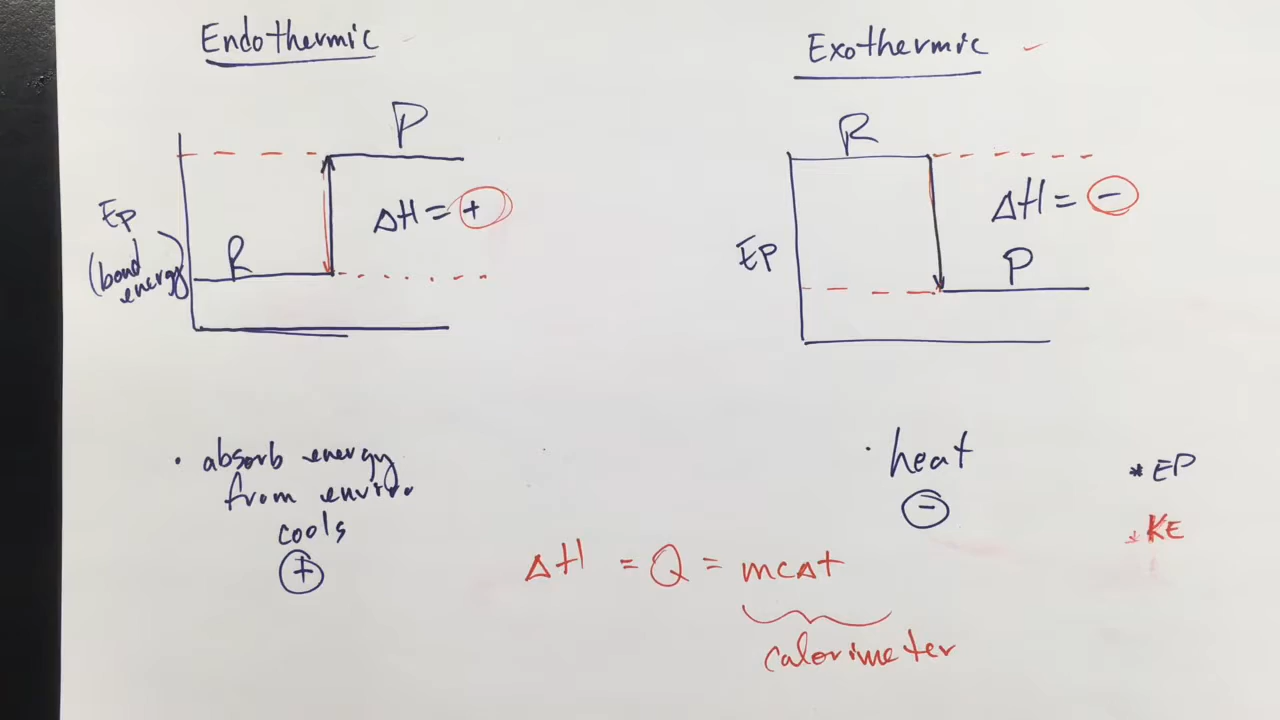 Endothermic
P
Ep
(bond
energy
R
ΔH = +
Exothermic
R
Ep
ΔH = -
P
• absorb energy
from enviro.
cools
+
• heat
-
* EP
* KE
ΔH = Q = mcΔt
calorimeter